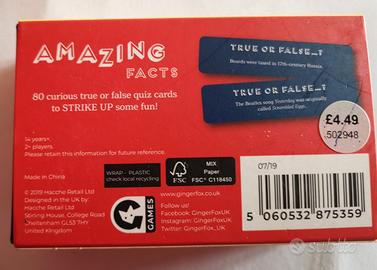 AMAZING
FACTS
80 curious true or false quiz cards
to STRIKE UP some fun!
TRUE OR FALSE...?
Beards were taxed in 17th-century Russia.
TRUE OR FALSE...?
The Beatles song Yesterday was originally
called Scrambled Eggs.
£4.49
502948
14 years+.
2+ players.
Please retain this information for future reference.
Made in China
© 2019 Hacche Retail Ltd
Designed in the UK by:
Hacche Retail Ltd
Stirling House, College Road
Cheltenham GL53 7HY
United Kingdom
GAMES
WRAP - PLASTIC
check local recycling
FSC
MIX
Paper
FSC® C118450
www.gingerfox.co.uk
Follow us!
Facebook: GingerFoxUK
Instagram: GingerFoxUK
Twitter: GingerFox_UK
07/19
5 060532 875359
Subito